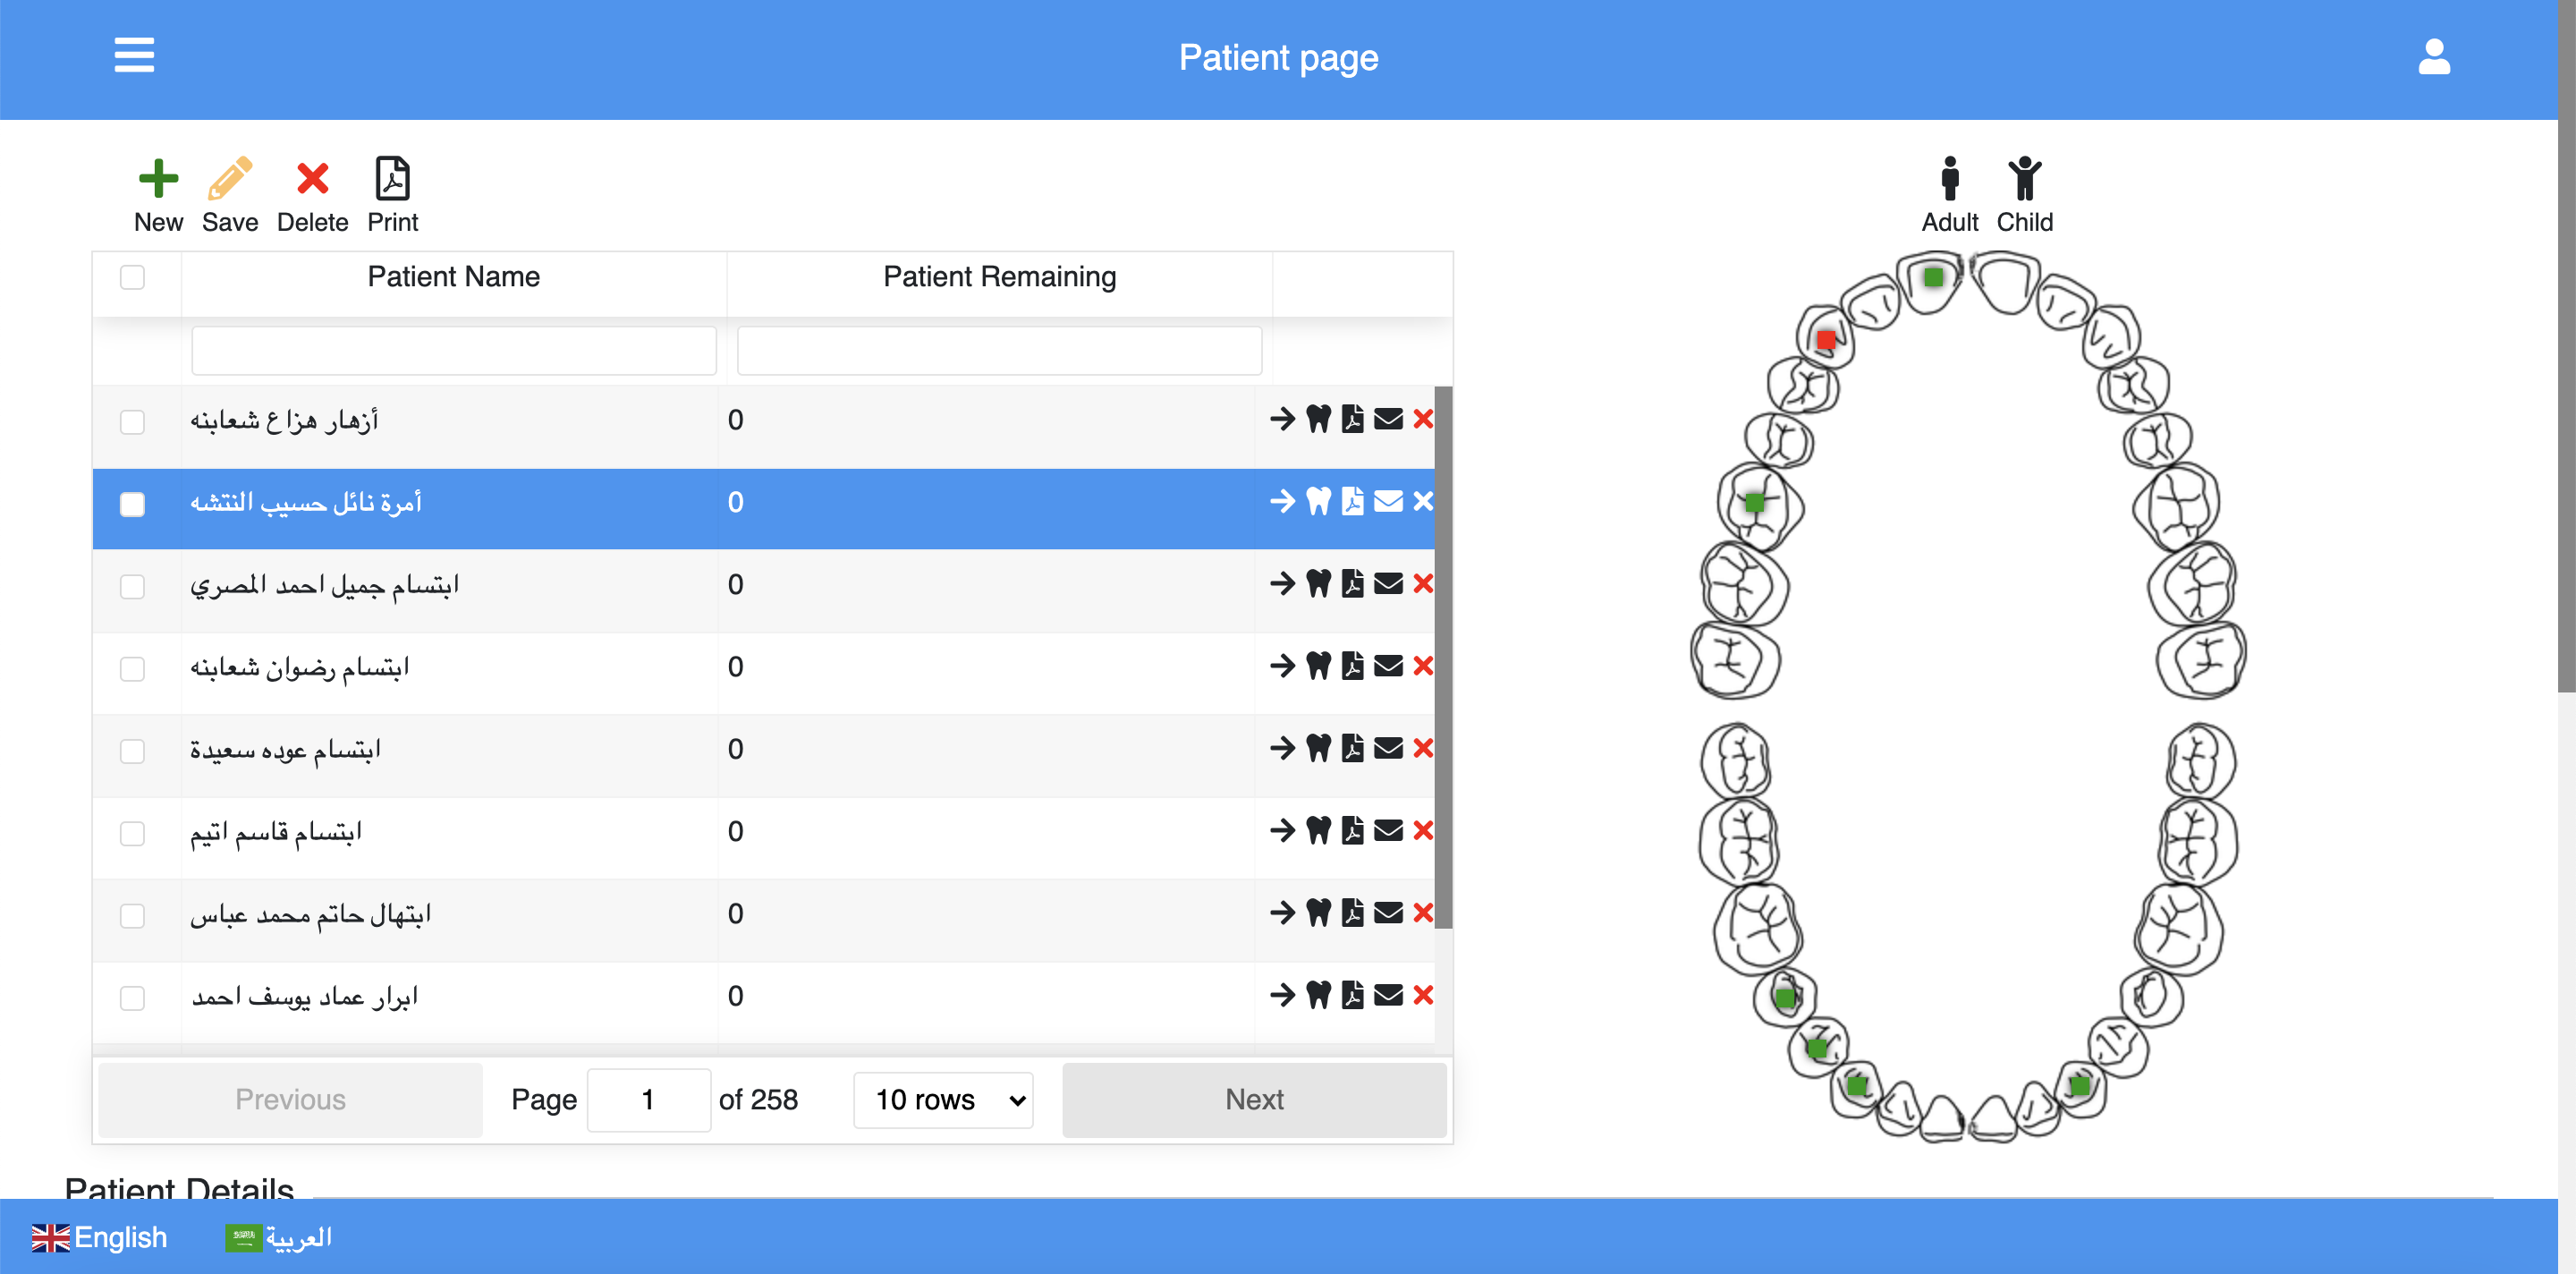 Patient page
New Save Delete Print
Adult Child
Patient Name Patient Remaining
أزهار هزاع شعابنه 0
أمرة نائل حسيب النتشه 0
ابتسام جميل احمد المصري 0
ابتسام رضوان شعابنه 0
ابتسام عوده سعيدة 0
ابتسام قاسم اتيم 0
ابتهال حاتم محمد عباس 0
ابرار عماد يوسف احمد 0
Previous Page 1 of 258 10 rows Next
Patient Details
English العربية